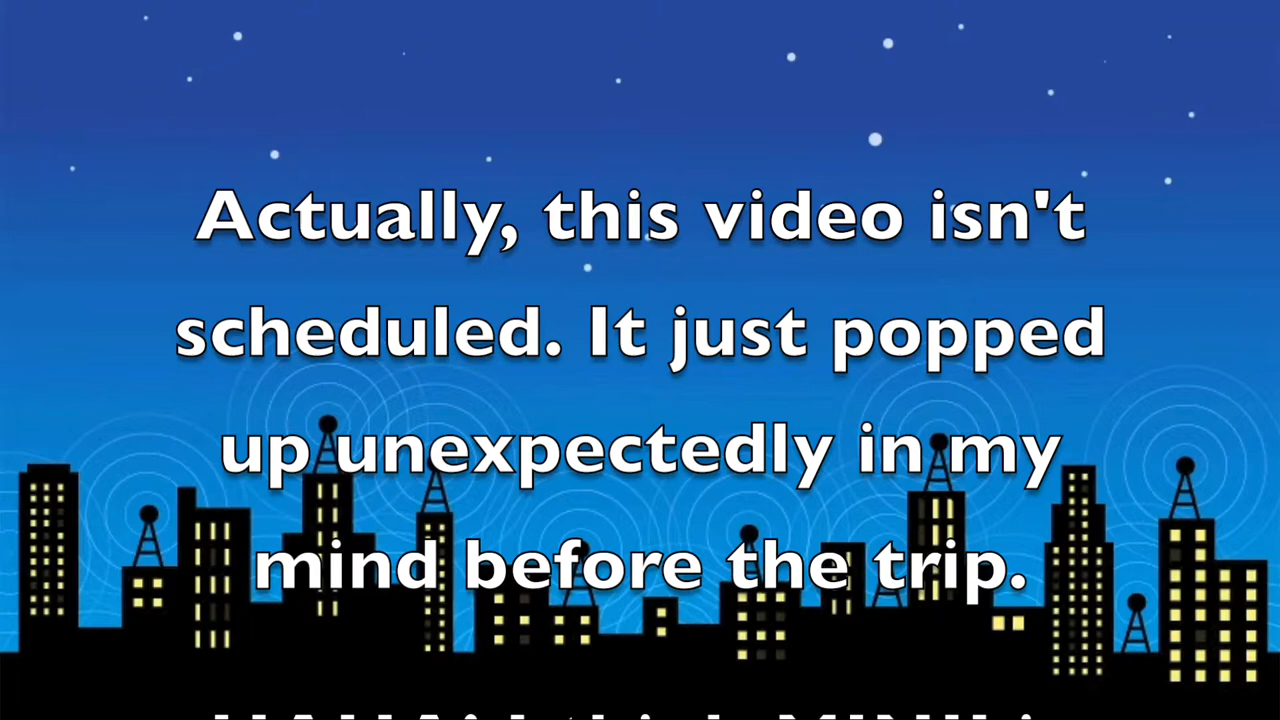 Actually, this video isn't
scheduled. It just popped
up unexpectedly in my
mind before the trip.